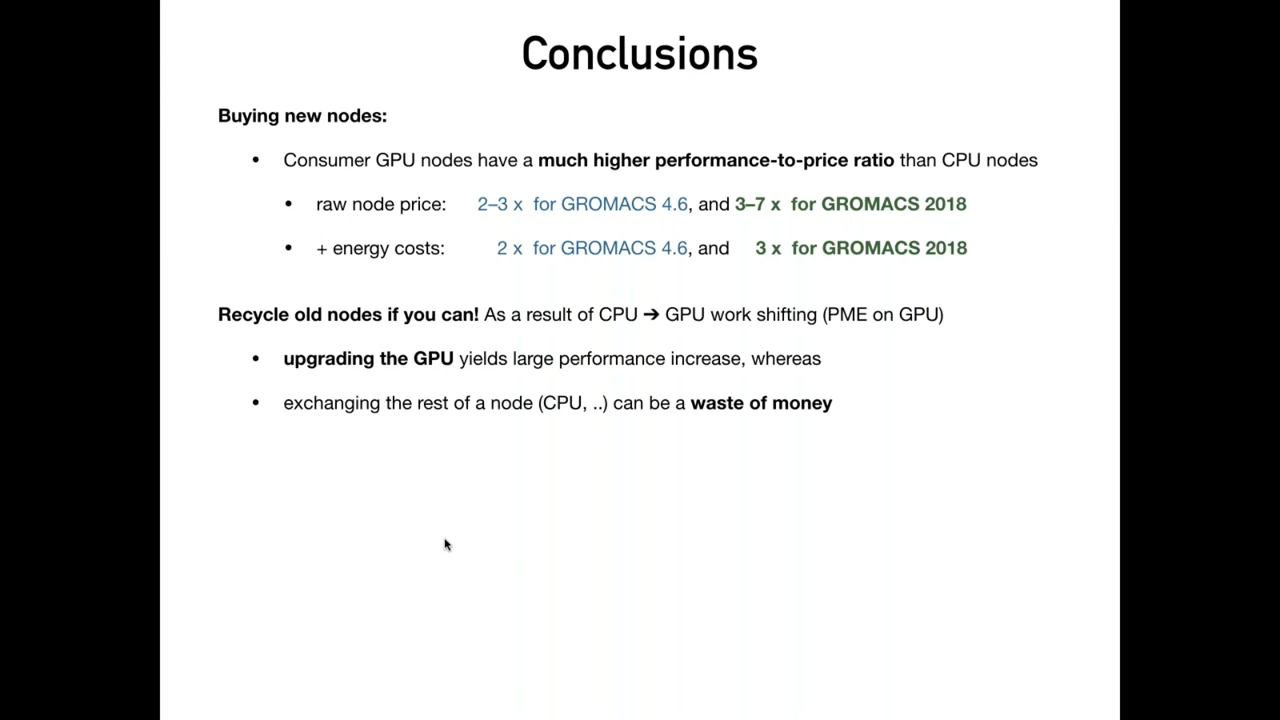 Conclusions
Buying new nodes:
• Consumer GPU nodes have a much higher performance-to-price ratio than CPU nodes
• raw node price: 2–3 x for GROMACS 4.6, and 3–7 x for GROMACS 2018
• + energy costs: 2 x for GROMACS 4.6, and 3 x for GROMACS 2018
Recycle old nodes if you can! As a result of CPU ➔ GPU work shifting (PME on GPU)
• upgrading the GPU yields large performance increase, whereas
• exchanging the rest of a node (CPU, ..) can be a waste of money